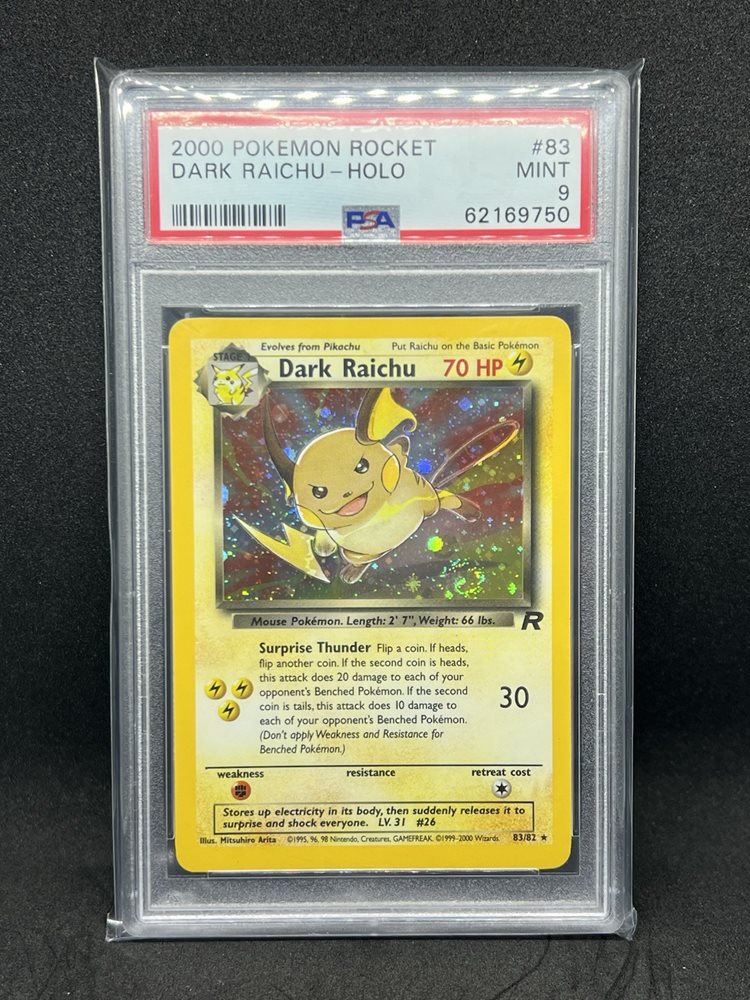 2000 POKEMON ROCKET #83
DARK RAICHU - HOLO MINT
9
PSA 62169750
Evolves from Pikachu Put Raichu on the Basic Pokémon
STAGE 1
Dark Raichu 70 HP
Mouse Pokémon. Length: 2' 7", Weight: 66 lbs. R
Surprise Thunder Flip a coin. If heads,
flip another coin. If the second coin is heads,
this attack does 20 damage to each of your
opponent's Benched Pokémon. If the second
coin is tails, this attack does 10 damage to
each of your opponent's Benched Pokémon.
(Don't apply Weakness and Resistance for
Benched Pokémon.)
30
weakness resistance retreat cost
Stores up electricity in its body, then suddenly releases it to
surprise and shock everyone. LV. 31 #26
Illus. Mitsuhiro Arita ©1995, 96, 98 Nintendo, Creatures, GAMEFREAK. ©1999-2000 Wizards. 83/82 ★